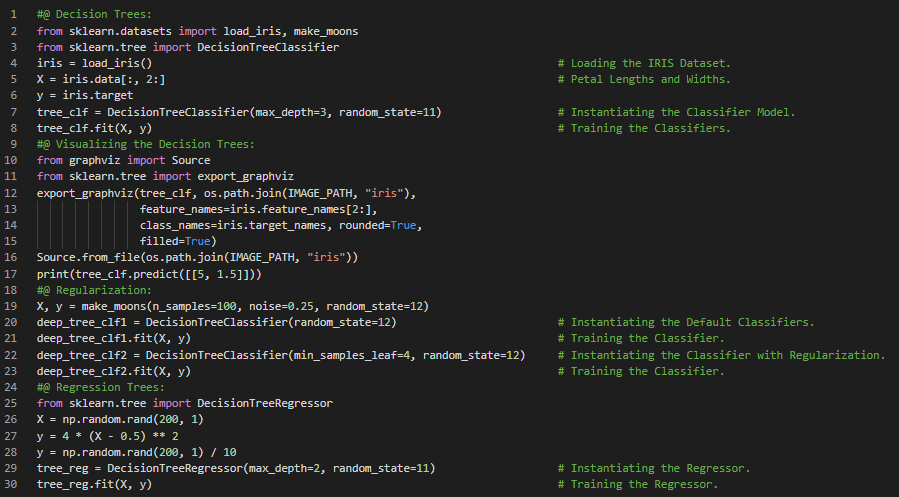 1 #@ Decision Trees:
2 from sklearn.datasets import load_iris, make_moons
3 from sklearn.tree import DecisionTreeClassifier
4 iris = load_iris() # Loading the IRIS Dataset.
5 X = iris.data[:, 2:] # Petal Lengths and Widths.
6 y = iris.target
7 tree_clf = DecisionTreeClassifier(max_depth=3, random_state=11) # Instantiating the Classifier Model.
8 tree_clf.fit(X, y) # Training the Classifiers.
9 #@ Visualizing the Decision Trees:
10 from graphviz import Source
11 from sklearn.tree import export_graphviz
12 export_graphviz(tree_clf, os.path.join(IMAGE_PATH, "iris"),
13 feature_names=iris.feature_names[2:],
14 class_names=iris.target_names, rounded=True,
15 filled=True)
16 Source.from_file(os.path.join(IMAGE_PATH, "iris"))
17 print(tree_clf.predict([[5, 1.5]]))
18 #@ Regularization:
19 X, y = make_moons(n_samples=100, noise=0.25, random_state=12)
20 deep_tree_clf1 = DecisionTreeClassifier(random_state=12) # Instantiating the Default Classifiers.
21 deep_tree_clf1.fit(X, y) # Training the Classifier.
22 deep_tree_clf2 = DecisionTreeClassifier(min_samples_leaf=4, random_state=12) # Instantiating the Classifier with Regularization.
23 deep_tree_clf2.fit(X, y) # Training the Classifier.
24 #@ Regression Trees:
25 from sklearn.tree import DecisionTreeRegressor
26 X = np.random.rand(200, 1)
27 y = 4 * (X - 0.5) ** 2
28 y = np.random.rand(200, 1) / 10
29 tree_reg = DecisionTreeRegressor(max_depth=2, random_state=11) # Instantiating the Regressor.
30 tree_reg.fit(X, y) # Training the Regressor.